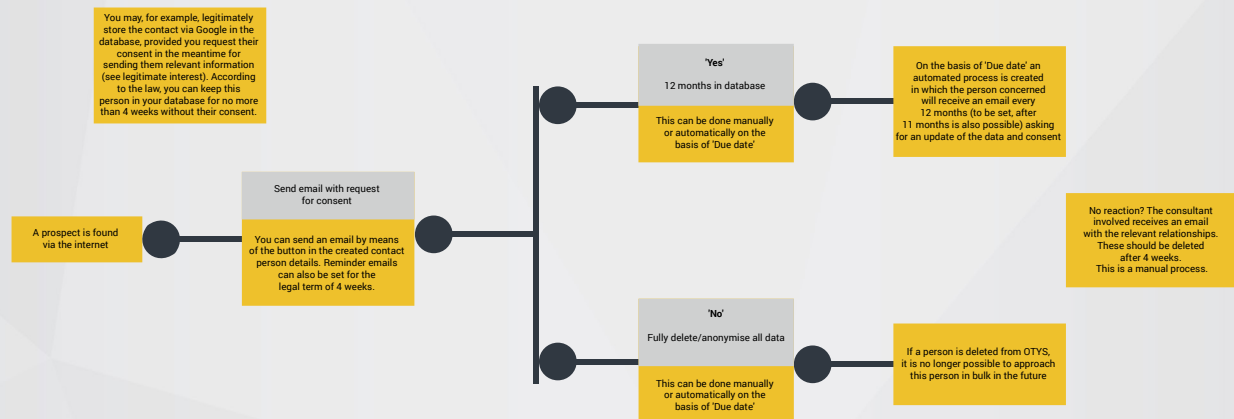 You may, for example, legitimately
store the contact via Google in the
database, provided you request their
consent in the meantime for
sending them relevant information
(see legitimate interest). According
to the law, you can keep this
person in your database for no more
than 4 weeks without their consent.
A prospect is found
via the internet
Send email with request
for consent
You can send an email by means
of the button in the created contact
person details. Reminder emails
can also be set for the
legal term of 4 weeks.
'Yes'
12 months in database
This can be done manually
or automatically on the
basis of 'Due date'
On the basis of 'Due date' an
automated process is created
in which the person concerned
will receive an email every
12 months (to be set, after
11 months is also possible) asking
for an update of the data and consent
No reaction? The consultant
involved receives an email
with the relevant relationships.
These should be deleted
after 4 weeks.
This is a manual process.
'No'
Fully delete/anonymise all data
This can be done manually
or automatically on the
basis of 'Due date'
If a person is deleted from OTYS,
it is no longer possible to approach
this person in bulk in the future